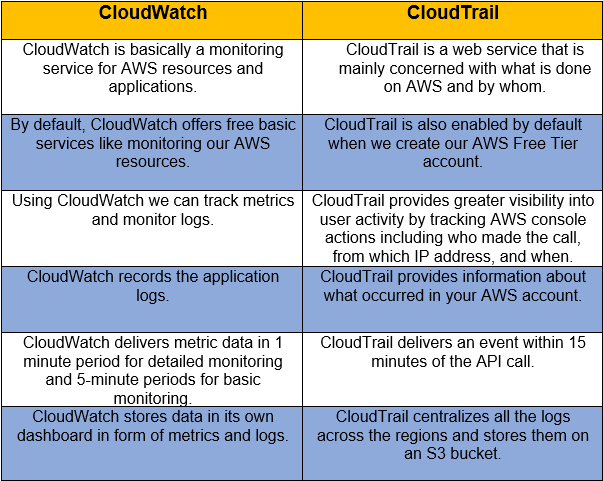 CloudWatch
CloudTrail
CloudWatch is basically a monitoring
service for AWS resources and
applications.
CloudTrail is a web service that is
mainly concerned with what is done
on AWS and by whom.
By default, CloudWatch offers free basic
services like monitoring our AWS
resources.
CloudTrail is also enabled by default
when we create our AWS Free Tier
account.
Using CloudWatch we can track metrics
and monitor logs.
CloudTrail provides greater visibility into
user activity by tracking AWS console
actions including who made the call,
from which IP address, and when.
CloudWatch records the application
logs.
CloudTrail provides information about
what occurred in your AWS account.
CloudWatch delivers metric data in 1
minute period for detailed monitoring
and 5-minute periods for basic
monitoring.
CloudTrail delivers an event within 15
minutes of the API call.
CloudWatch stores data in its own
dashboard in form of metrics and logs.
CloudTrail centralizes all the logs
across the regions and stores them on
an S3 bucket.